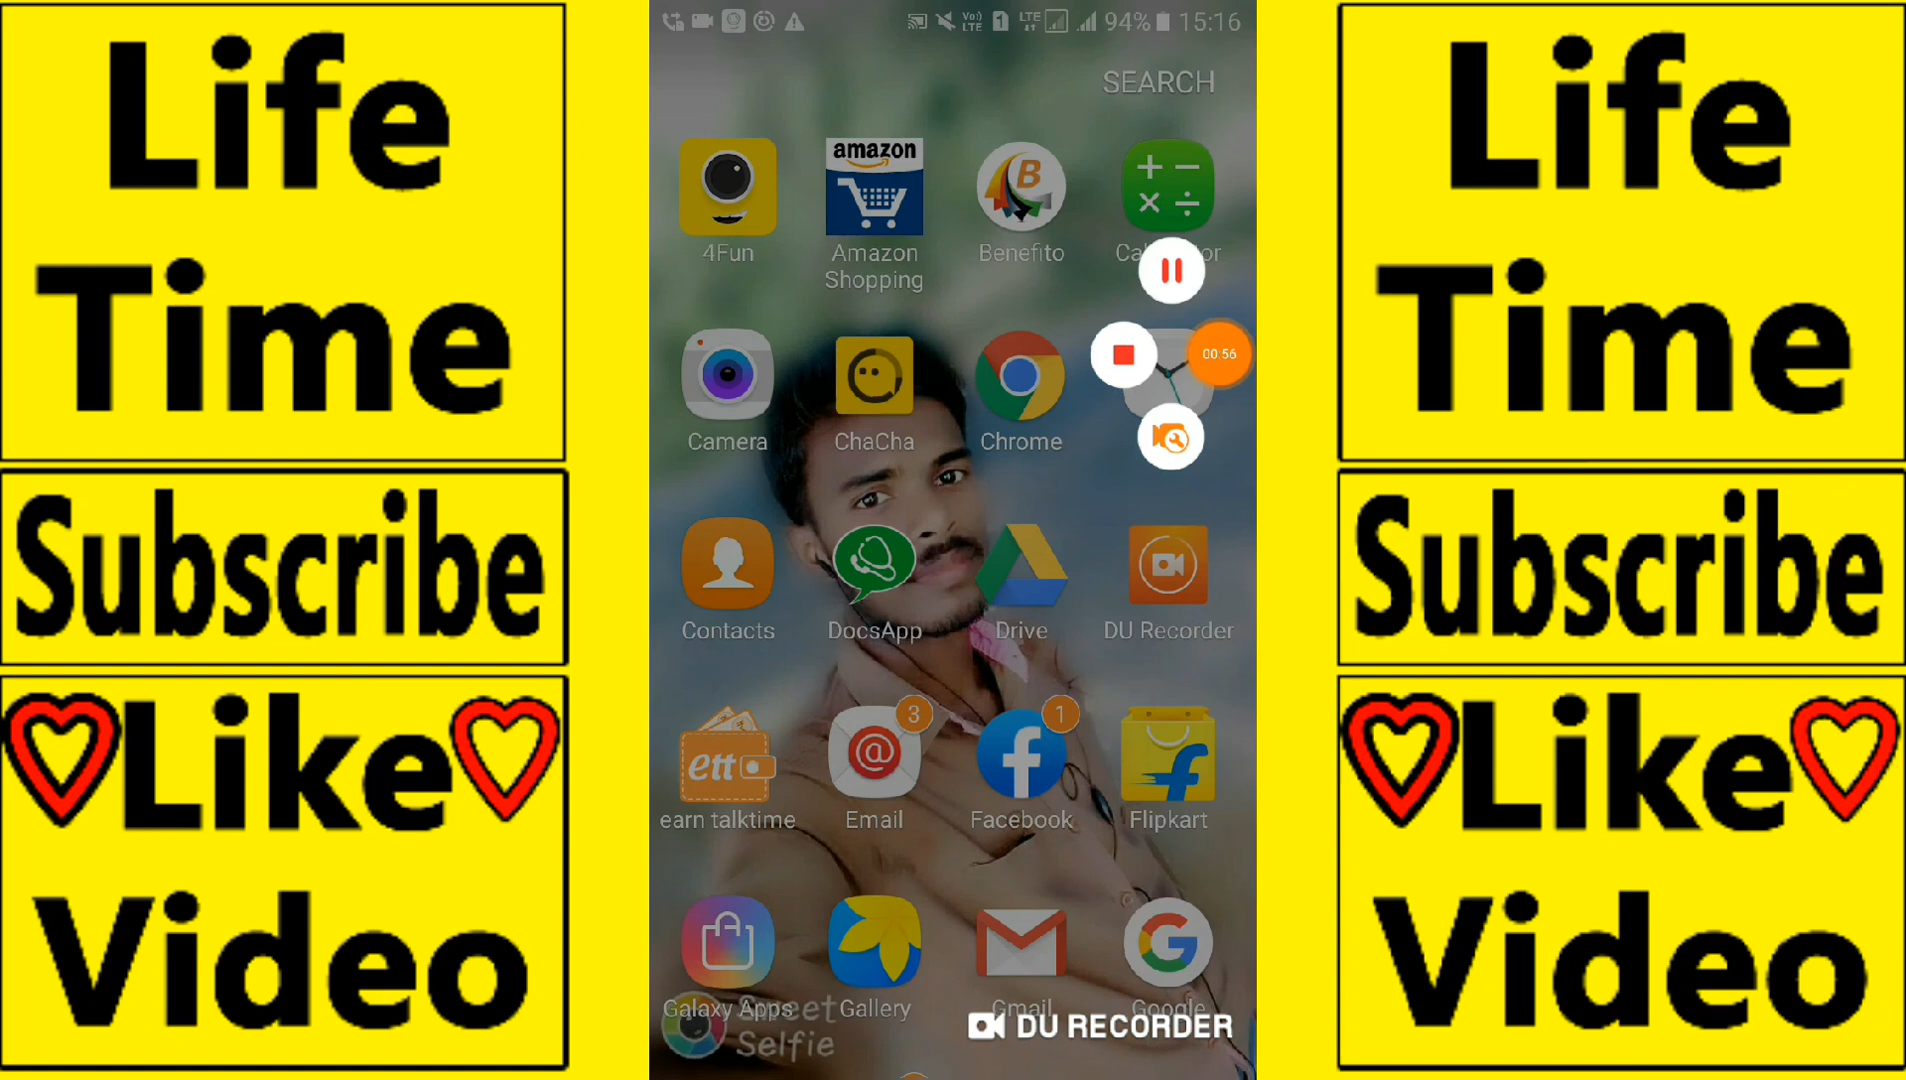 Life
Time
Subscribe
Like
Video
94% 15:16
SEARCH
amazon
B
4Fun
Amazon
Shopping
Benefito
00:56
Camera
ChaCha
Chrome
Contacts
DocsApp
Drive
DU Recorder
ett
3
1
earn talktime
Email
Facebook
Flipkart
Galaxy Apps
Gallery
Gmail
Google
Selfie
DU RECORDER
Life
Time
Subscribe
Like
Video